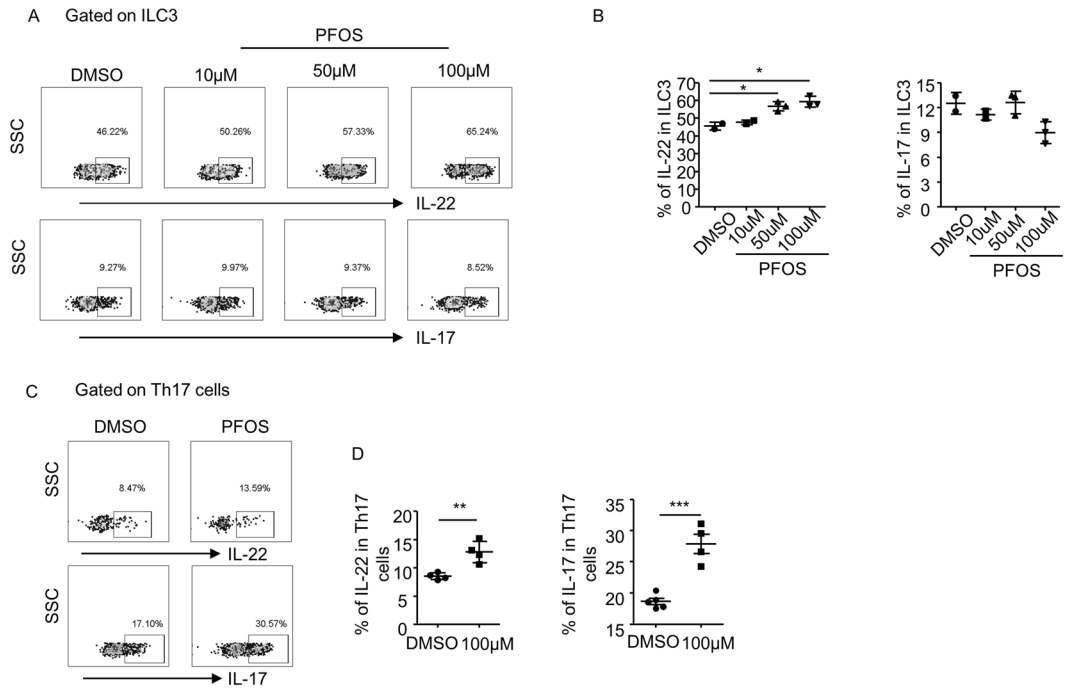 A Gated on ILC3
PFOS
DMSO 10µM 50µM 100µM
SSC
46.22% 50.26% 57.33% 65.24%
IL-22
SSC
9.27% 9.97% 9.37% 8.52%
IL-17
B
% of IL-22 in ILC3
70
60
50
40
30
20
10
0
* *
DMSO 10uM 50uM 100uM
PFOS
% of IL-17 in ILC3
15
12
9
6
3
0
DMSO 10uM 50uM 100uM
PFOS
C Gated on Th17 cells
DMSO PFOS
SSC
8.47% 13.59%
IL-22
SSC
17.10% 30.57%
IL-17
D
% of IL-22 in Th17
cells
20
15
10
5
0
**
DMSO 100µM
% of IL-17 in Th17
cells
35
30
25
20
15
***
DMSO 100µM